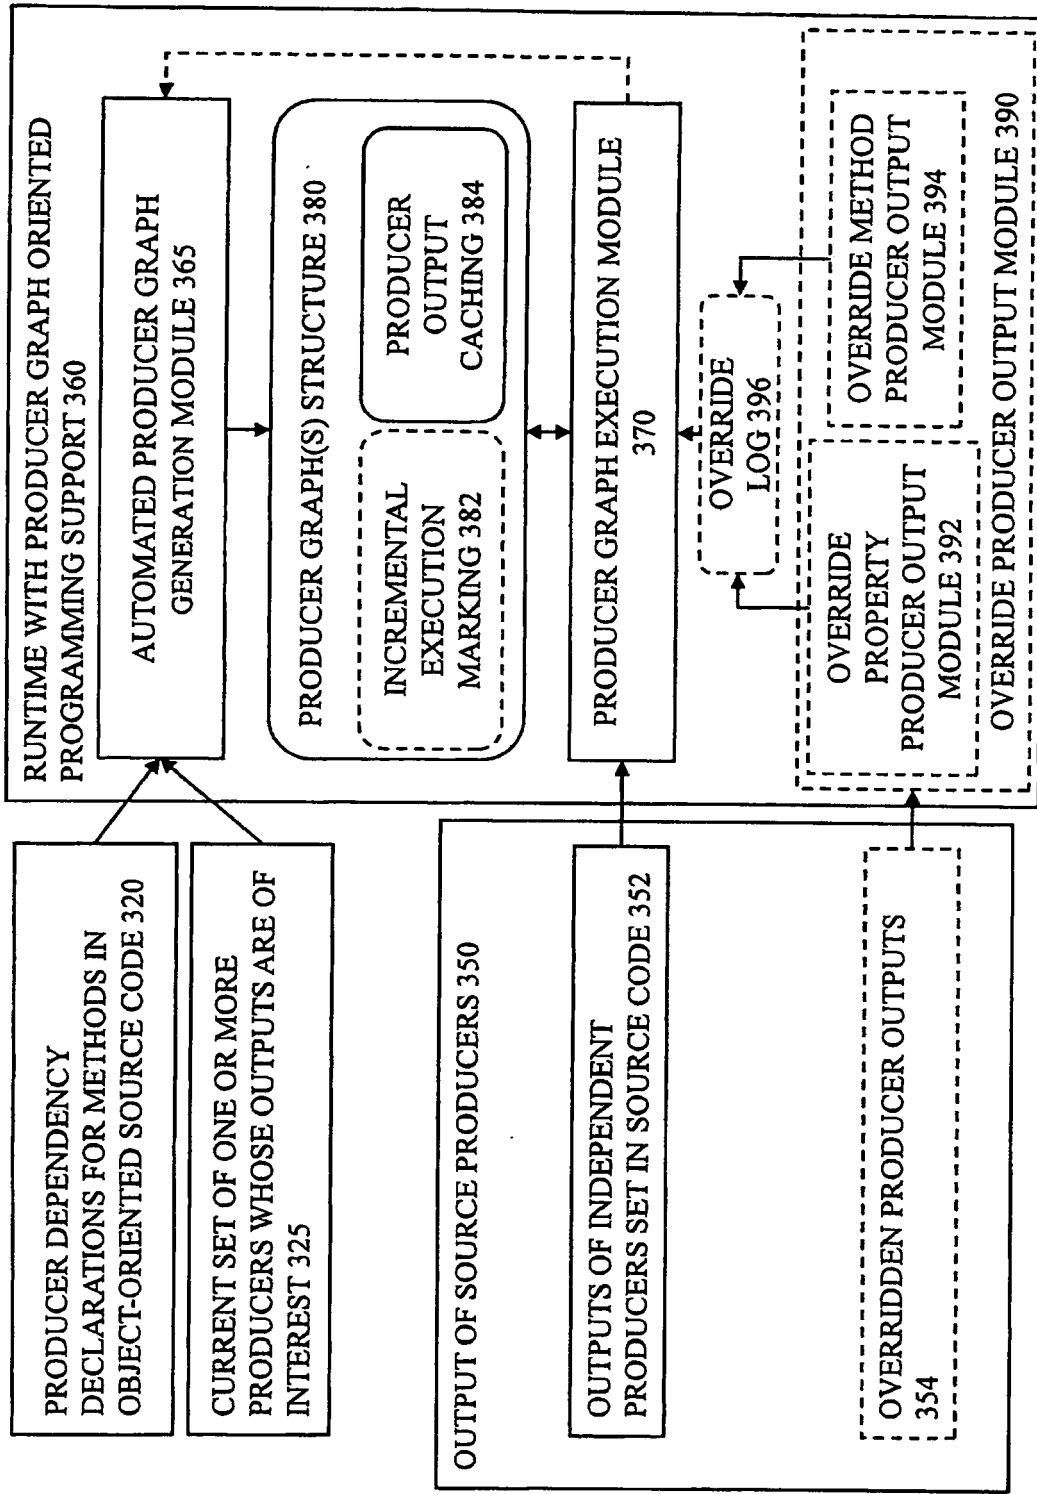 PRODUCER DEPENDENCY
DECLARATIONS FOR METHODS IN
OBJECT-ORIENTED SOURCE CODE 320
CURRENT SET OF ONE OR MORE
PRODUCERS WHOSE OUTPUTS ARE OF
INTEREST 325
OUTPUT OF SOURCE PRODUCERS 350
OUTPUTS OF INDEPENDENT
PRODUCERS SET IN SOURCE CODE 352
OVERRIDDEN PRODUCER OUTPUTS
354
RUNTIME WITH PRODUCER GRAPH ORIENTED
PROGRAMMING SUPPORT 360
AUTOMATED PRODUCER GRAPH
GENERATION MODULE 365
PRODUCER GRAPH(S) STRUCTURE 380
INCREMENTAL
EXECUTION
MARKING 382
PRODUCER
OUTPUT
CACHING 384
PRODUCER GRAPH EXECUTION MODULE
370
OVERRIDE
LOG 396
OVERRIDE
PROPERTY
PRODUCER OUTPUT
MODULE 392
OVERRIDE METHOD
PRODUCER OUTPUT
MODULE 394
OVERRIDE PRODUCER OUTPUT MODULE 390